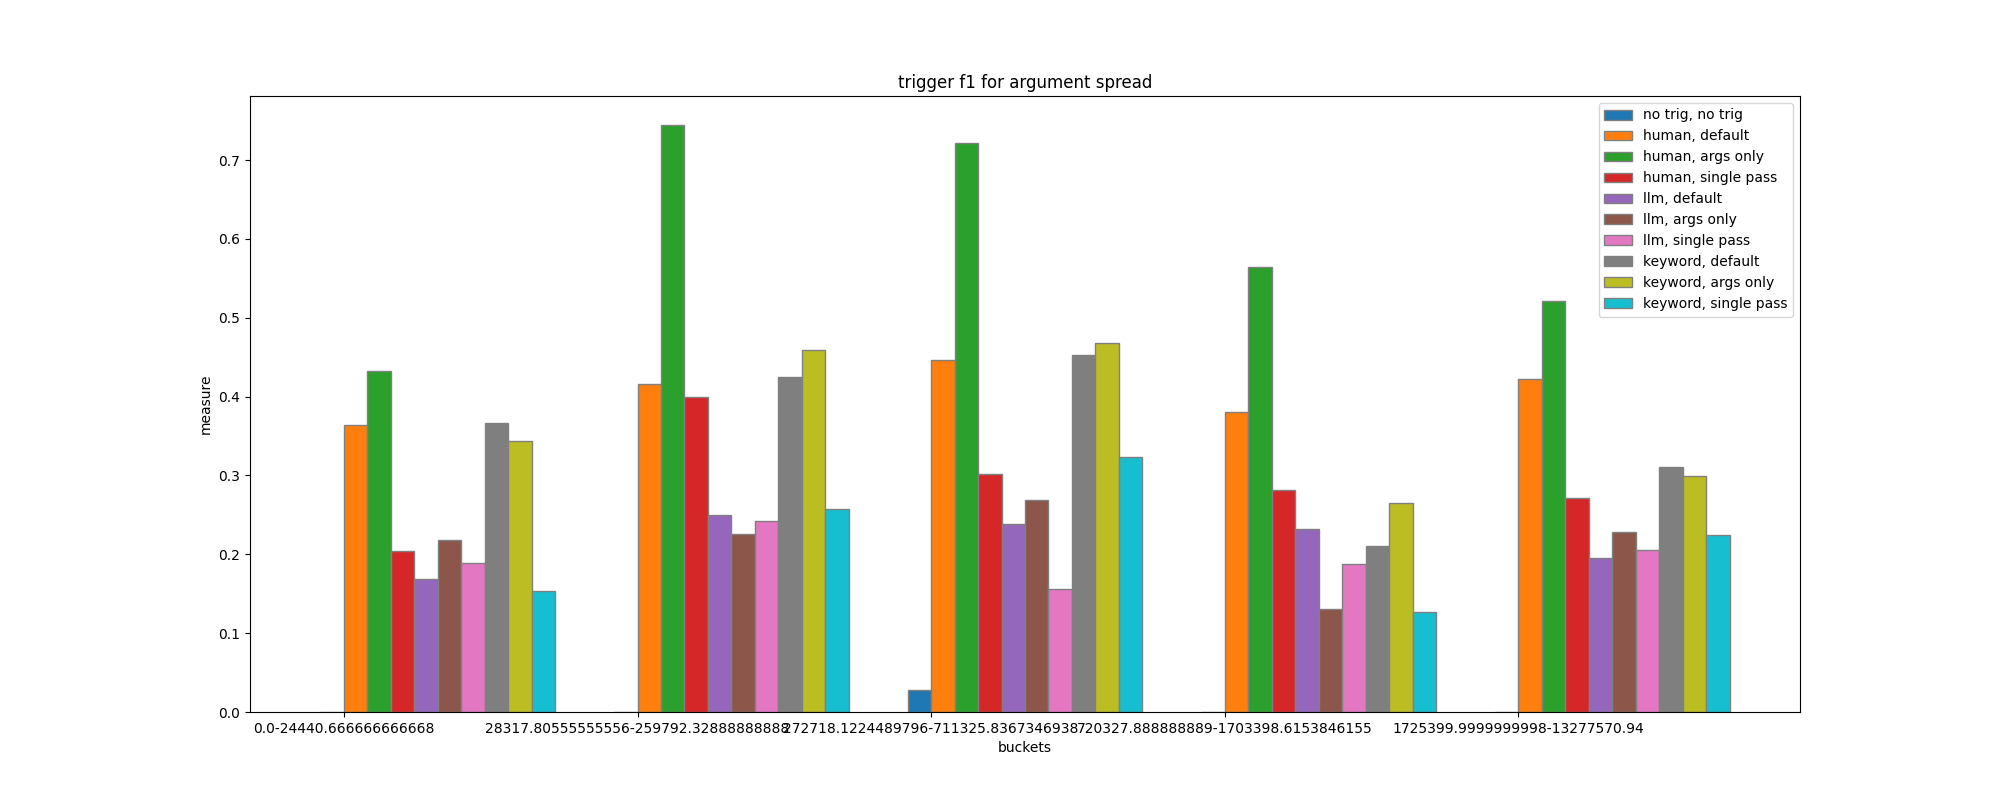 trigger f1 for argument spread
no trig, no trig
human, default
human, args only
human, single pass
llm, default
llm, args only
llm, single pass
keyword, default
keyword, args only
keyword, single pass
measure
0.7
0.6
0.5
0.4
0.3
0.2
0.1
0.0
0.0-24440.666666666668
28317.80555555555556-259792.32888888888
272718.1224489796-711325.8367346938
720327.888888889-1703398.6153846155
1725399.9999999998-13277570.94
buckets